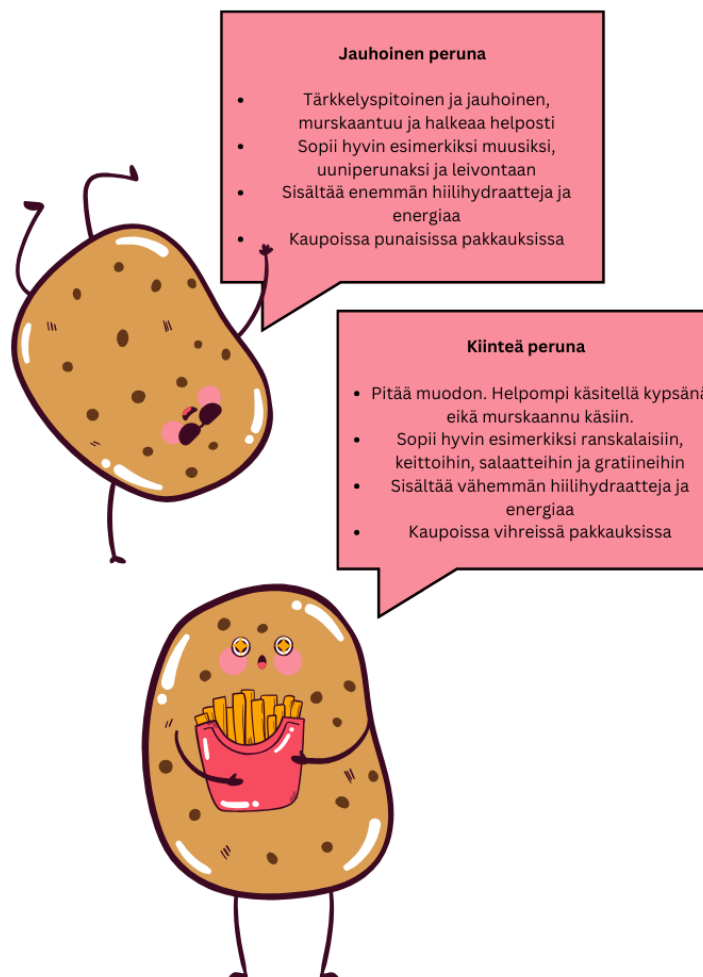 Jauhoinen peruna
• Tärkkelyspitoinen ja jauhoinen,
murskaantuu ja halkeaa helposti
• Sopii hyvin esimerkiksi muusiksi,
uuniperunaksi ja leivontaan
• Sisältää enemmän hiilihydraatteja ja
energiaa
• Kaupoissa punaisissa pakkauksissa
Kiinteä peruna
• Pitää muodon. Helpompi käsitellä kypsänä
eikä murskaannu käsiin.
• Sopii hyvin esimerkiksi ranskalaisiin,
keittoihin, salaatteihin ja gratiineihin
• Sisältää vähemmän hiilihydraatteja ja
energiaa
• Kaupoissa vihreissä pakkauksissa